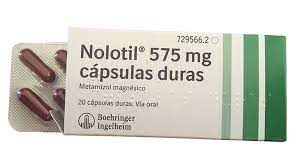 729566.2
Nolotil® 575 mg
cápsulas duras
Metamizol magnésico
20 cápsulas duras. Vía oral
Boehringer
Ingelheim